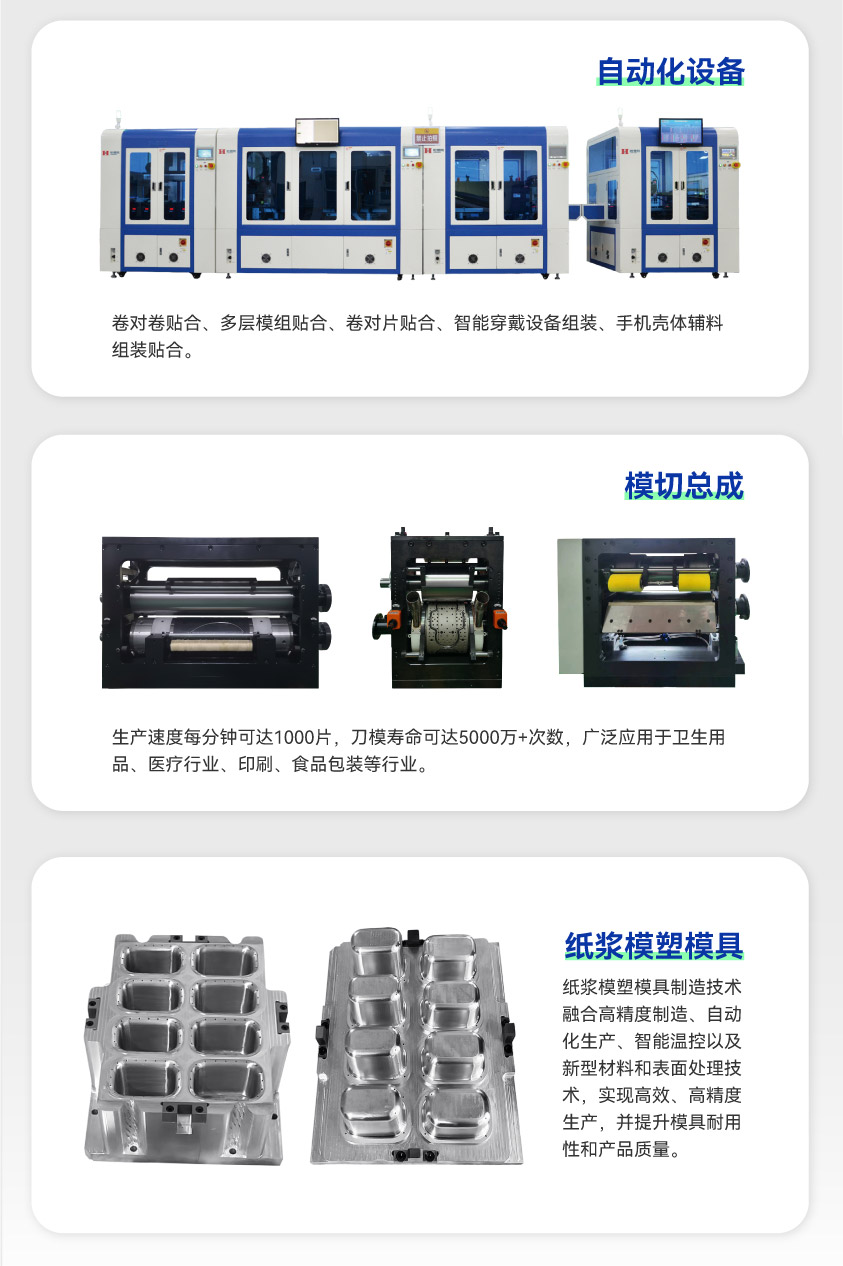 自动化设备
禁止拍照
卷对卷贴合、多层模组贴合、卷对片贴合、智能穿戴设备组装、手机壳体辅料
组装贴合。
模切总成
生产速度每分钟可达1000片，刀模寿命可达5000万+次数，广泛应用于卫生用
品、医疗行业、印刷、食品包装等行业。
纸浆模塑模具
纸浆模塑模具制造技术
融合高精度制造、自动
化生产、智能温控以及
新型材料和表面处理技
术，实现高效、高精度
生产，并提升模具耐用
性和产品质量。